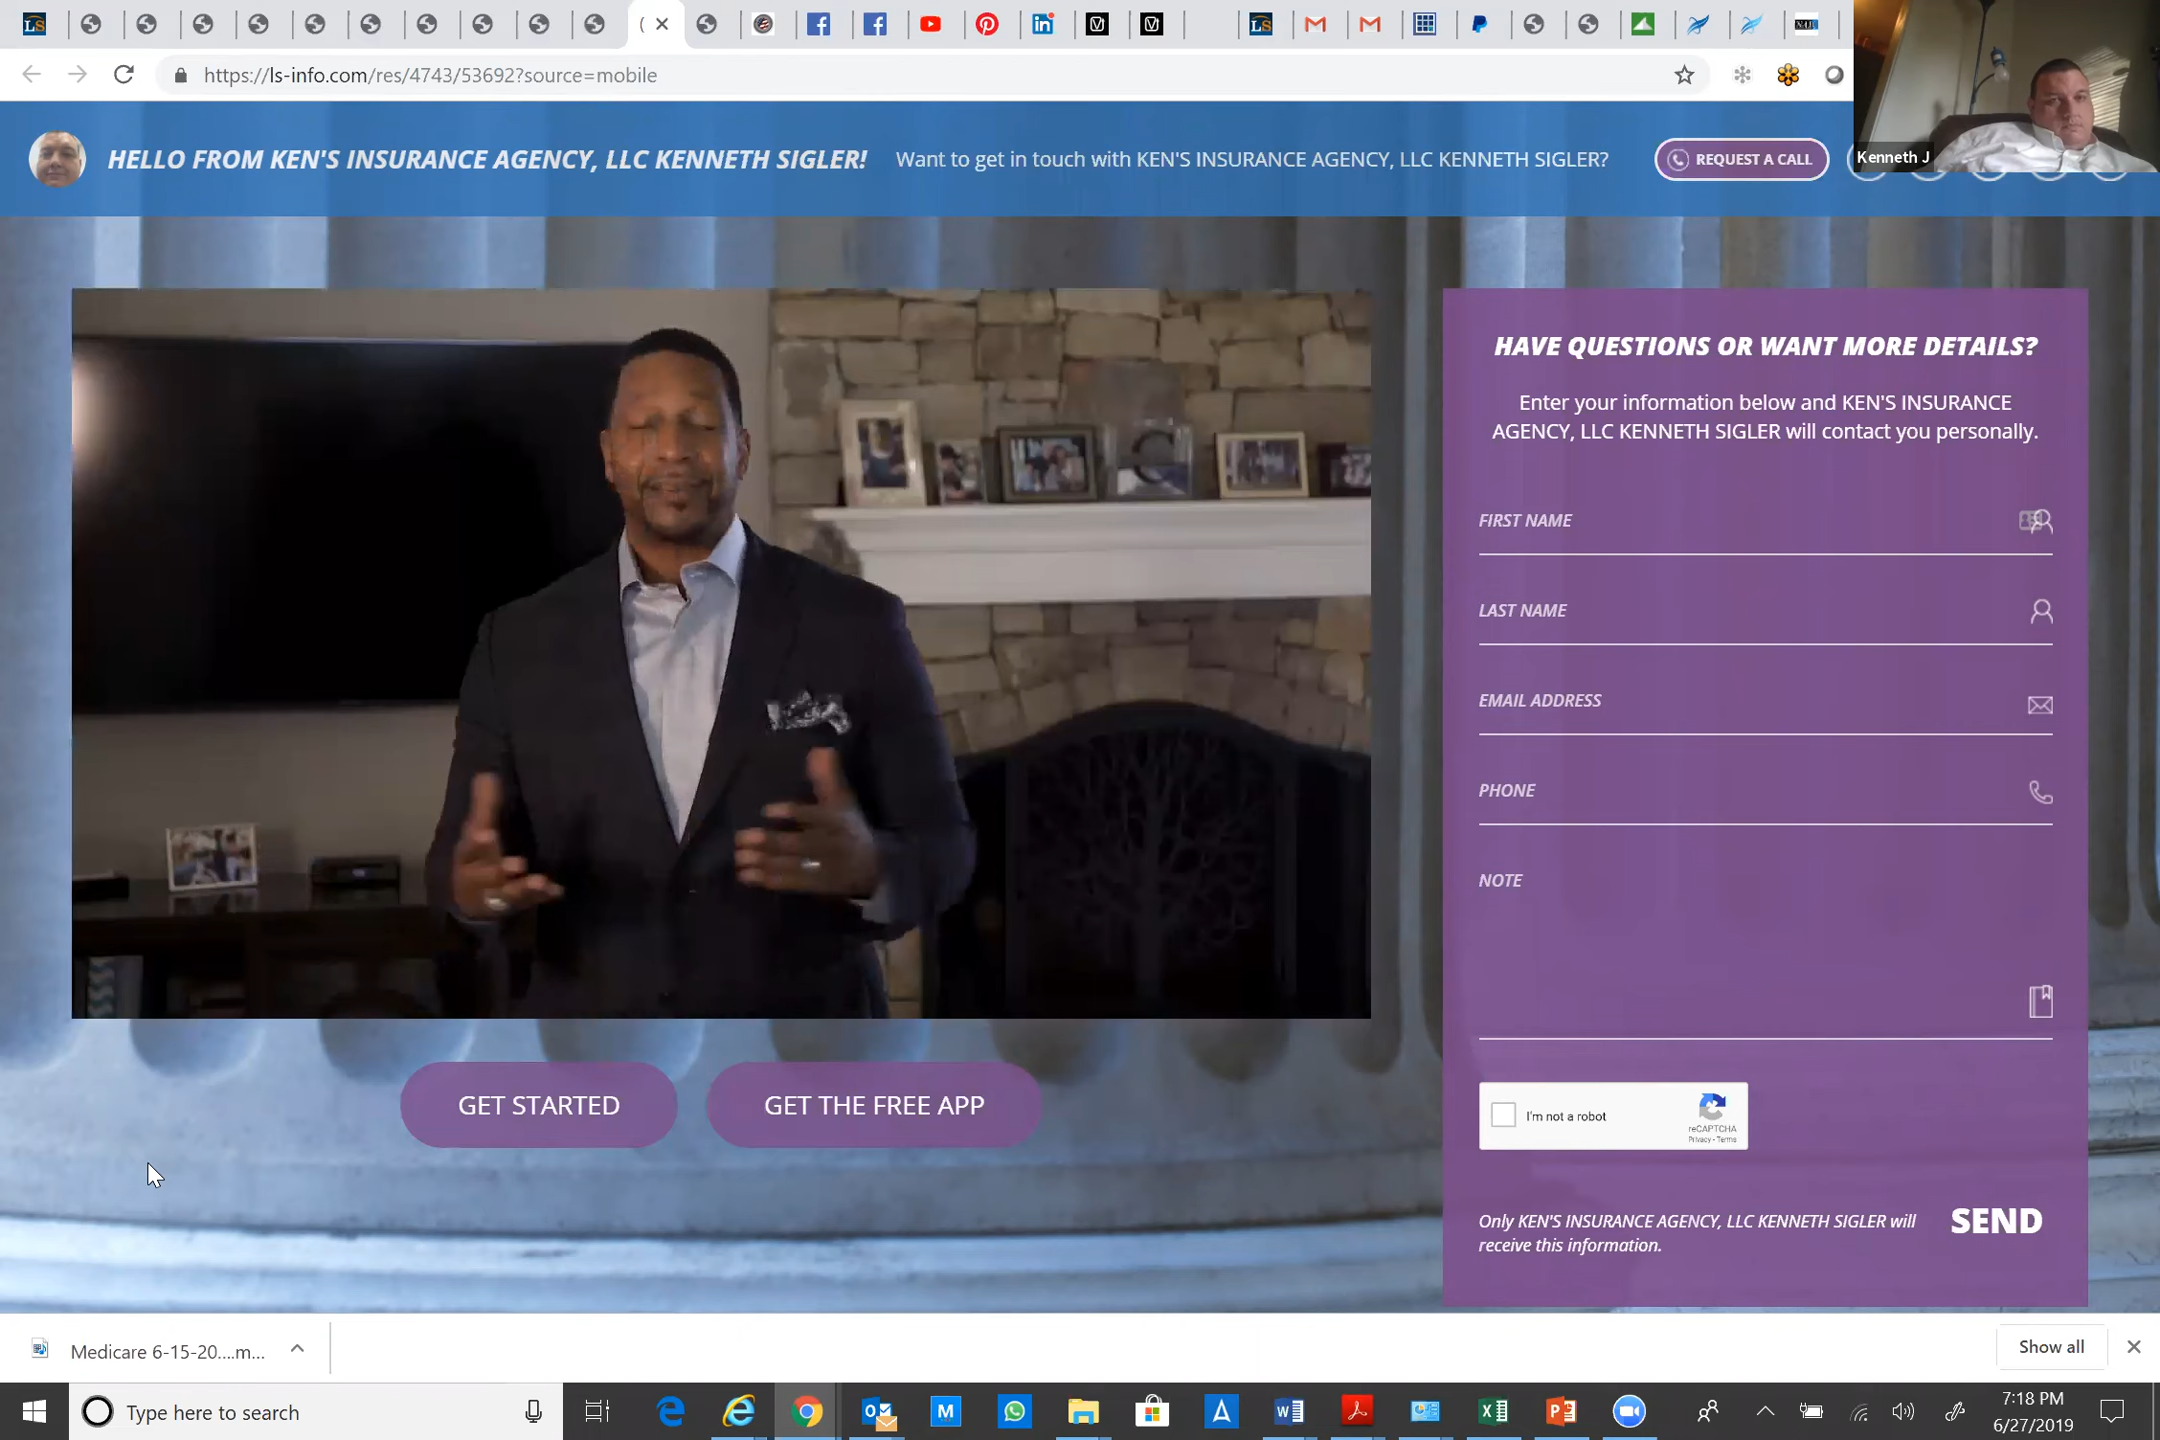 https://ls-info.com/res/4743/53692?source=mobile
Kenneth J
HELLO FROM KEN'S INSURANCE AGENCY, LLC KENNETH SIGLER!
Want to get in touch with KEN'S INSURANCE AGENCY, LLC KENNETH SIGLER?
REQUEST A CALL
HAVE QUESTIONS OR WANT MORE DETAILS?
Enter your information below and KEN'S INSURANCE
AGENCY, LLC KENNETH SIGLER will contact you personally.
FIRST NAME
LAST NAME
EMAIL ADDRESS
PHONE
NOTE
GET STARTED
GET THE FREE APP
I'm not a robot
reCAPTCHA
Privacy - Terms
Only KEN'S INSURANCE AGENCY, LLC KENNETH SIGLER will
receive this information.
SEND
Medicare 6-15-20....m...
Show all
Type here to search
7:18 PM
6/27/2019